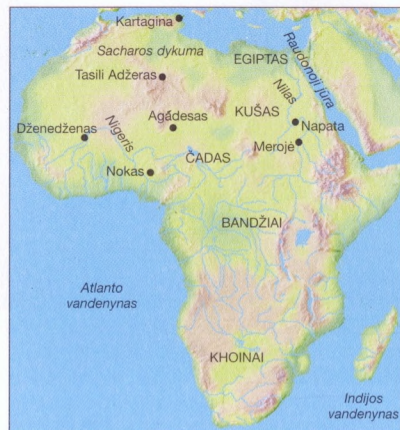 Kartagina
Sacharos dykuma
EGIPTAS
Raudonoji jūra
Tasili Adžeras
Nilas
Agadesas
KUŠAS
Napata
Nigeris
Dženedženas
Merojė
ČADAS
Nokas
BANDŽIAI
Atlanto
vandenynas
KHOINAI
Indijos
vandenynas